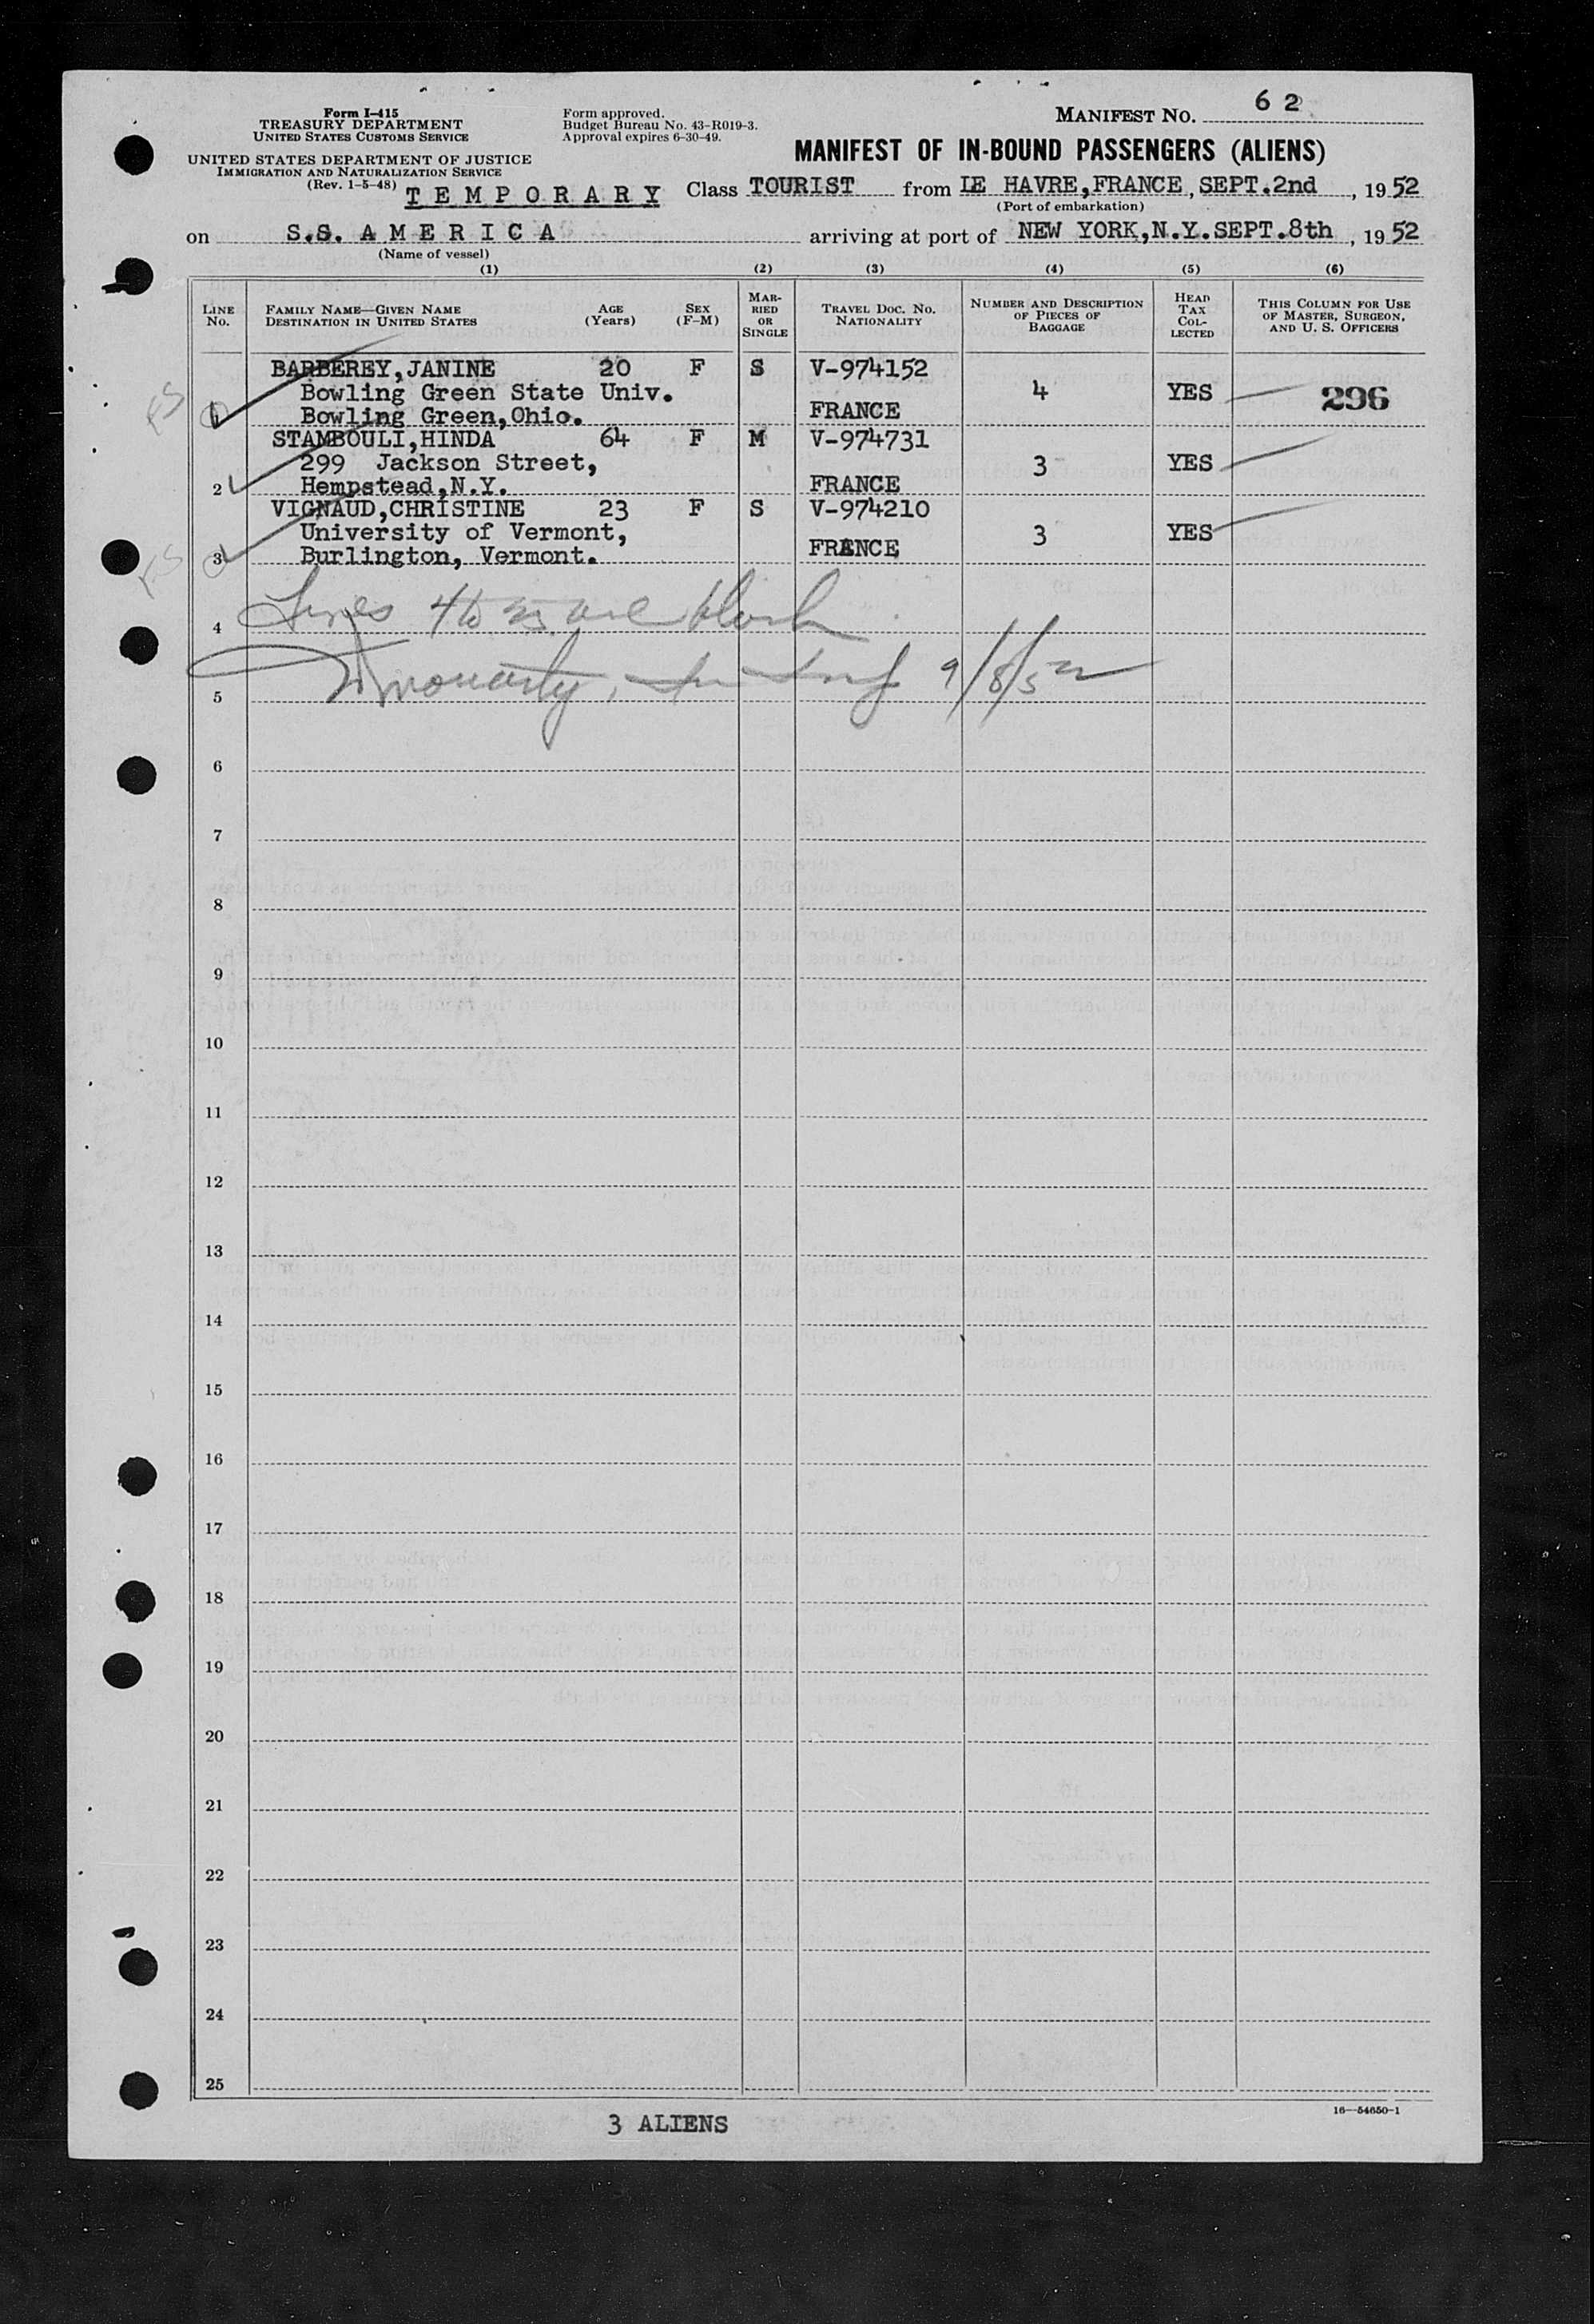 Form I-415
TREASURY DEPARTMENT
UNITED STATES CUSTOMS SERVICE
UNITED STATES DEPARTMENT OF JUSTICE
IMMIGRATION AND NATURALIZATION SERVICE
(Rev. 1-5-48)
Form approved.
Budget Bureau No. 43-R019-3.
Approval expires 6-30-49.
MANIFEST NO. 62
MANIFEST OF IN-BOUND PASSENGERS (ALIENS)
TEMPORARY Class TOURIST from LE HAVRE,FRANCE, SEPT.2nd, 1952
(Port of embarkation)
on S.S. AMERICA arriving at port of NEW YORK,N.Y.SEPT.8th, 1952
(Name of vessel)
(1) (2) (3) (4) (5) (6)
LINE NO.
FAMILY NAME—GIVEN NAME
DESTINATION IN UNITED STATES
AGE (Years)
SEX (F-M)
MARRIED OR SINGLE
TRAVEL DOC. NO.
NATIONALITY
NUMBER AND DESCRIPTION OF PIECES OF BAGGAGE
HEAD TAX COLLECTED
THIS COLUMN FOR USE OF MASTER, SURGEON, AND U. S. OFFICERS
BARBEREY,JANINE 20 F S V-974152
Bowling Green State Univ. 4 YES 296
1 Bowling Green,Ohio. FRANCE
STAMBOULI,HINDA 64 F M V-974731
299 Jackson Street, 3 YES
2 Hempstead,N.Y. FRANCE
VIGNAUD,CHRISTINE 23 F S V-974210
University of Vermont, 3 YES
3 Burlington, Vermont. FRANCE
4 Lines 4 to 25 are blank
5 9/8/52
6
7
8
9
10
11
12
13
14
15
16
17
18
19
20
21
22
23
24
25
16—54650-1
3 ALIENS